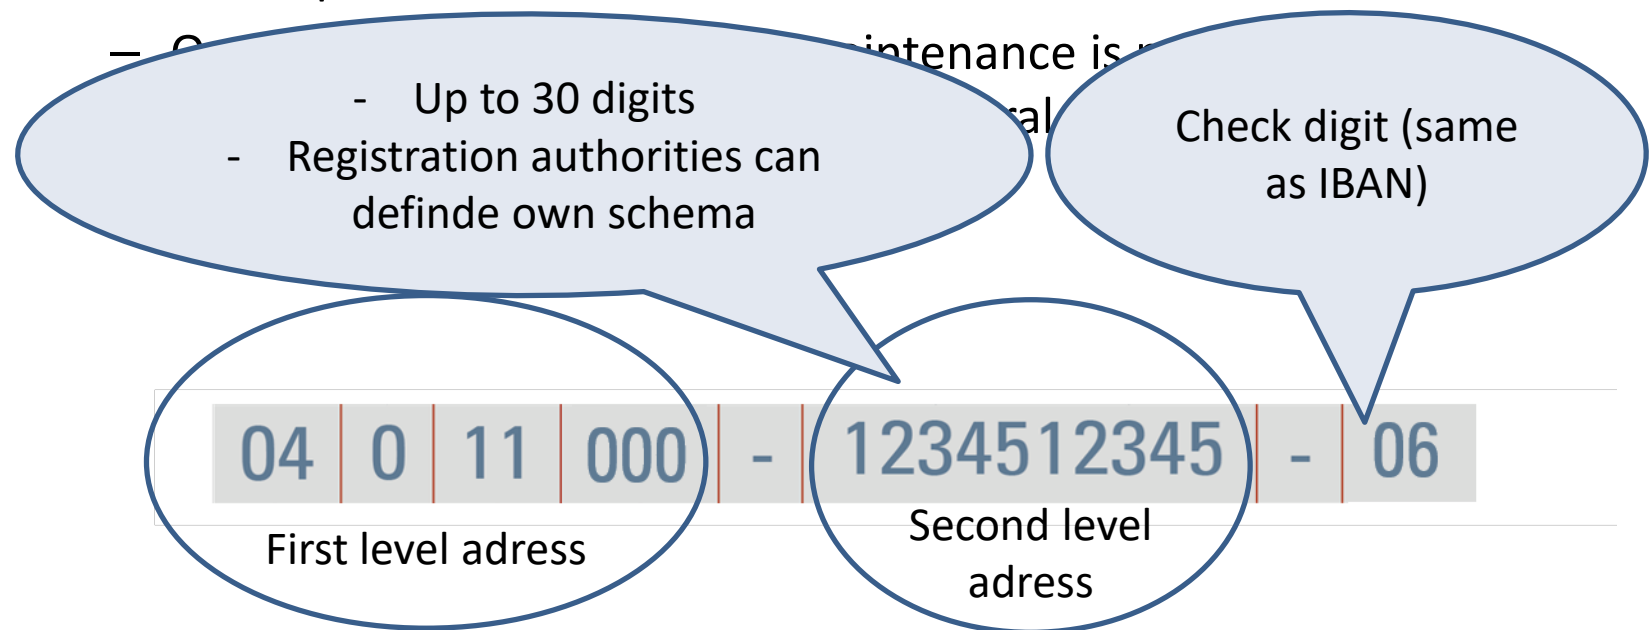 –
intenance is
- Up to 30 digits
- Registration authorities can
definde own schema
Check digit (same
as IBAN)
04 0 11 000 - 1234512345 - 06
First level adress
Second level
adress